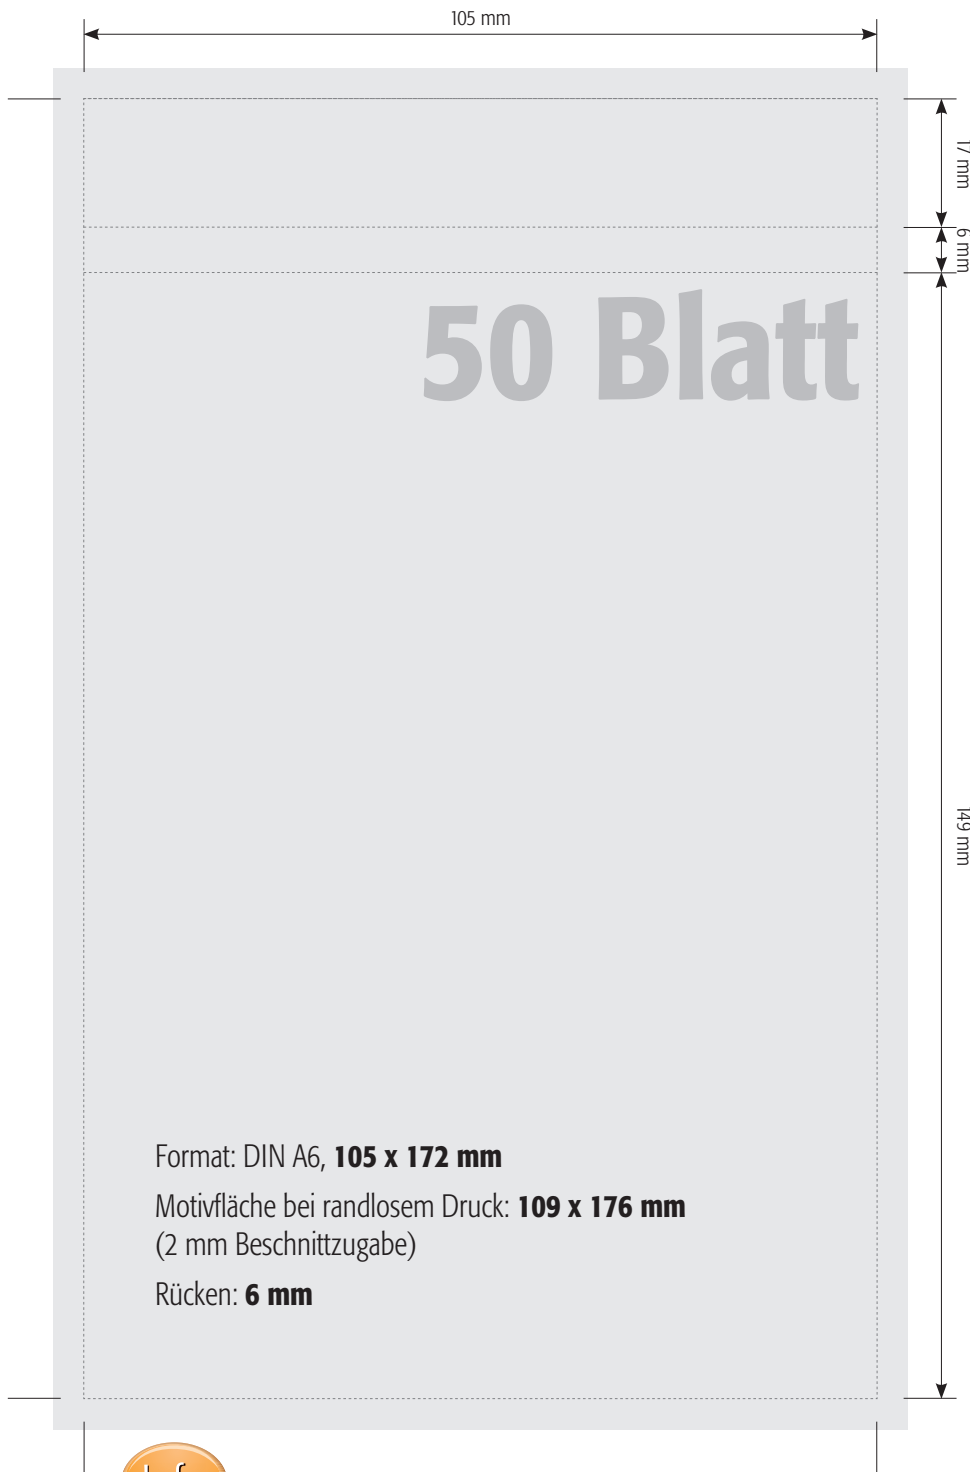 105 mm
17 mm
6 mm
50 Blatt
149 mm
Format: DIN A6, 105 x 172 mm
Motivfläche bei randlosem Druck: 109 x 176 mm
(2 mm Beschnittzugabe)
Rücken: 6 mm